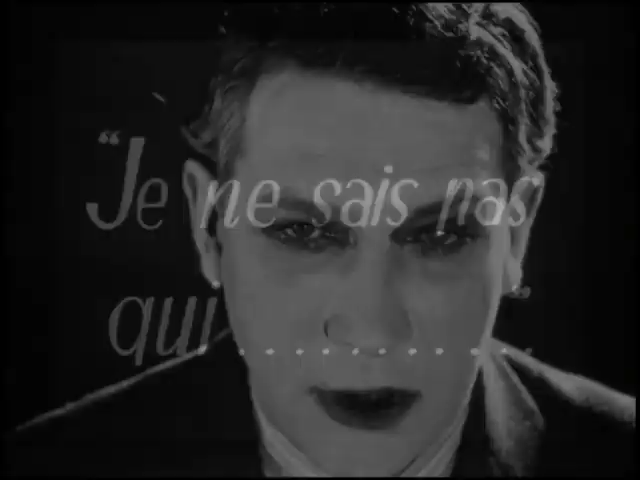 "Je ne sais pas
qui ............"